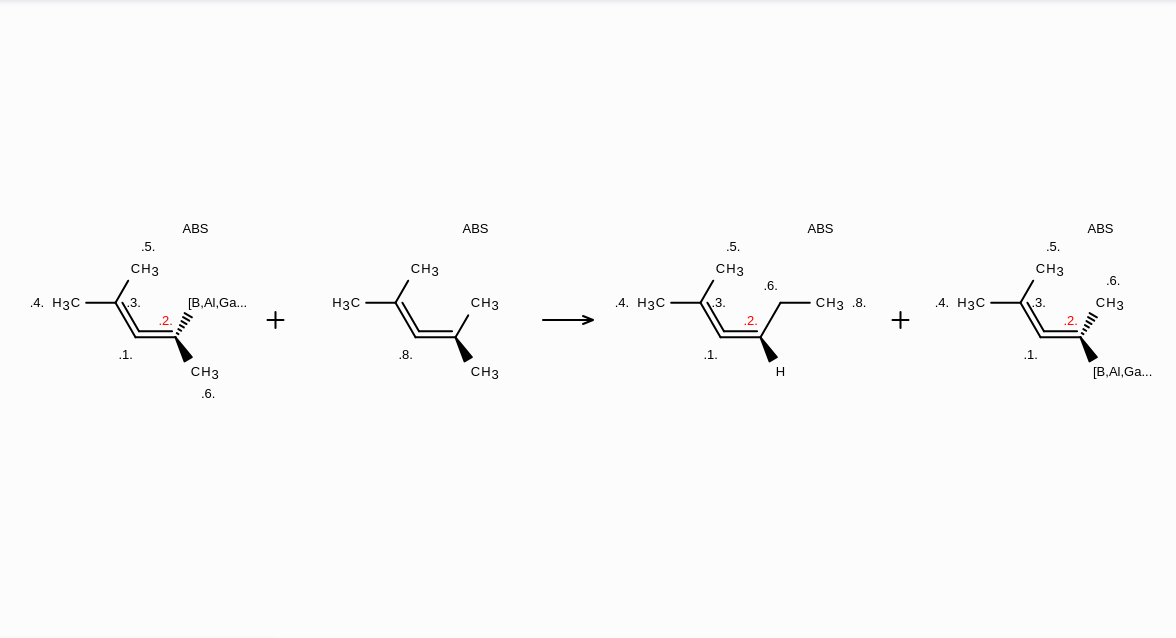 ABS ABS ABS ABS
.5. .5. .5.
CH3 CH3 CH3 CH3
.6. .6.
.4. H3C .3. [B,Al,Ga... H3C CH3 .4. H3C .3. CH3 .8. .4. H3C .3. CH3
.2. + .2. + .2.
.1. .8. .1. .1.
CH3 CH3 H [B,Al,Ga...
.6.